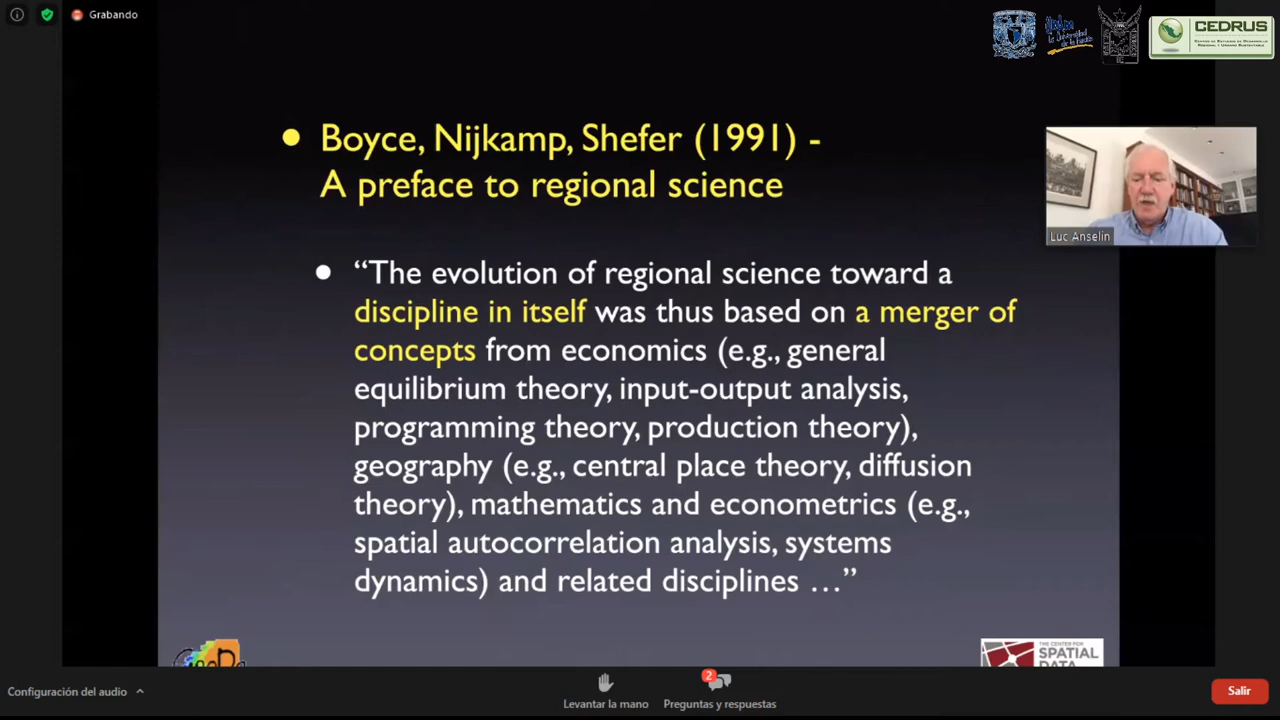 Grabando
CEDRUS
Boyce, Nijkamp, Shefer (1991) -
A preface to regional science
Luc Anselin
“The evolution of regional science toward a
discipline in itself was thus based on a merger of
concepts from economics (e.g., general
equilibrium theory, input-output analysis,
programming theory, production theory),
geography (e.g., central place theory, diffusion
theory), mathematics and econometrics (e.g.,
spatial autocorrelation analysis, systems
dynamics) and related disciplines …”
THE CENTER FOR
SPATIAL
DATA
2
Configuración del audio
Levantar la mano
Preguntas y respuestas
Salir